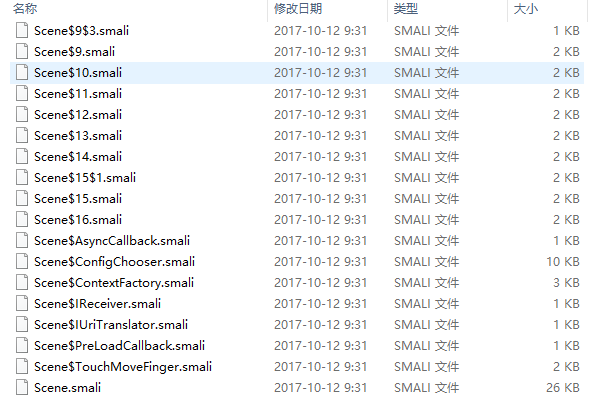 名称 修改日期 类型 大小
Scene$9$3.smali 2017-10-12 9:31 SMALI 文件 1 KB
Scene$9.smali 2017-10-12 9:31 SMALI 文件 2 KB
Scene$10.smali 2017-10-12 9:31 SMALI 文件 2 KB
Scene$11.smali 2017-10-12 9:31 SMALI 文件 2 KB
Scene$12.smali 2017-10-12 9:31 SMALI 文件 2 KB
Scene$13.smali 2017-10-12 9:31 SMALI 文件 2 KB
Scene$14.smali 2017-10-12 9:31 SMALI 文件 2 KB
Scene$15$1.smali 2017-10-12 9:31 SMALI 文件 2 KB
Scene$15.smali 2017-10-12 9:31 SMALI 文件 2 KB
Scene$16.smali 2017-10-12 9:31 SMALI 文件 2 KB
Scene$AsyncCallback.smali 2017-10-12 9:31 SMALI 文件 1 KB
Scene$ConfigChooser.smali 2017-10-12 9:31 SMALI 文件 10 KB
Scene$ContextFactory.smali 2017-10-12 9:31 SMALI 文件 3 KB
Scene$IReceiver.smali 2017-10-12 9:31 SMALI 文件 1 KB
Scene$IUriTranslator.smali 2017-10-12 9:31 SMALI 文件 1 KB
Scene$PreLoadCallback.smali 2017-10-12 9:31 SMALI 文件 1 KB
Scene$TouchMoveFinger.smali 2017-10-12 9:31 SMALI 文件 2 KB
Scene.smali 2017-10-12 9:31 SMALI 文件 26 KB